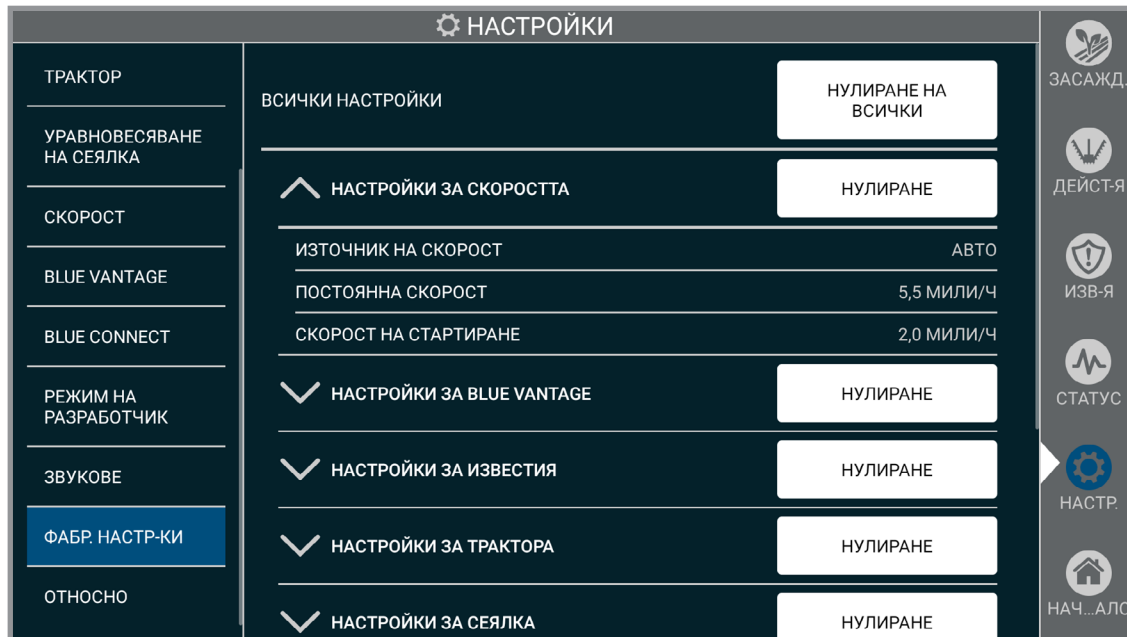 НАСТРОЙКИ
ТРАКТОР
УРАВНОВЕСЯВАНЕ
НА СЕЯЛКА
СКОРОСТ
BLUE VANTAGE
BLUE CONNECT
РЕЖИМ НА
РАЗРАБОТЧИК
ЗВУКОВЕ
ФАБР. НАСТР-КИ
ОТНОСНО
ВСИЧКИ НАСТРОЙКИ
НУЛИРАНЕ НА
ВСИЧКИ
НАСТРОЙКИ ЗА СКОРОСТТА НУЛИРАНЕ
ИЗТОЧНИК НА СКОРОСТ АВТО
ПОСТОЯННА СКОРОСТ 5,5 МИЛИ/Ч
СКОРОСТ НА СТАРТИРАНЕ 2,0 МИЛИ/Ч
НАСТРОЙКИ ЗА BLUE VANTAGE НУЛИРАНЕ
НАСТРОЙКИ ЗА ИЗВЕСТИЯ НУЛИРАНЕ
НАСТРОЙКИ ЗА ТРАКТОРА НУЛИРАНЕ
НАСТРОЙКИ ЗА СЕЯЛКА НУЛИРАНЕ
ЗАСАЖД.
ДЕЙСТ-Я
ИЗВ-Я
СТАТУС
НАСТР.
НАЧ...АЛО